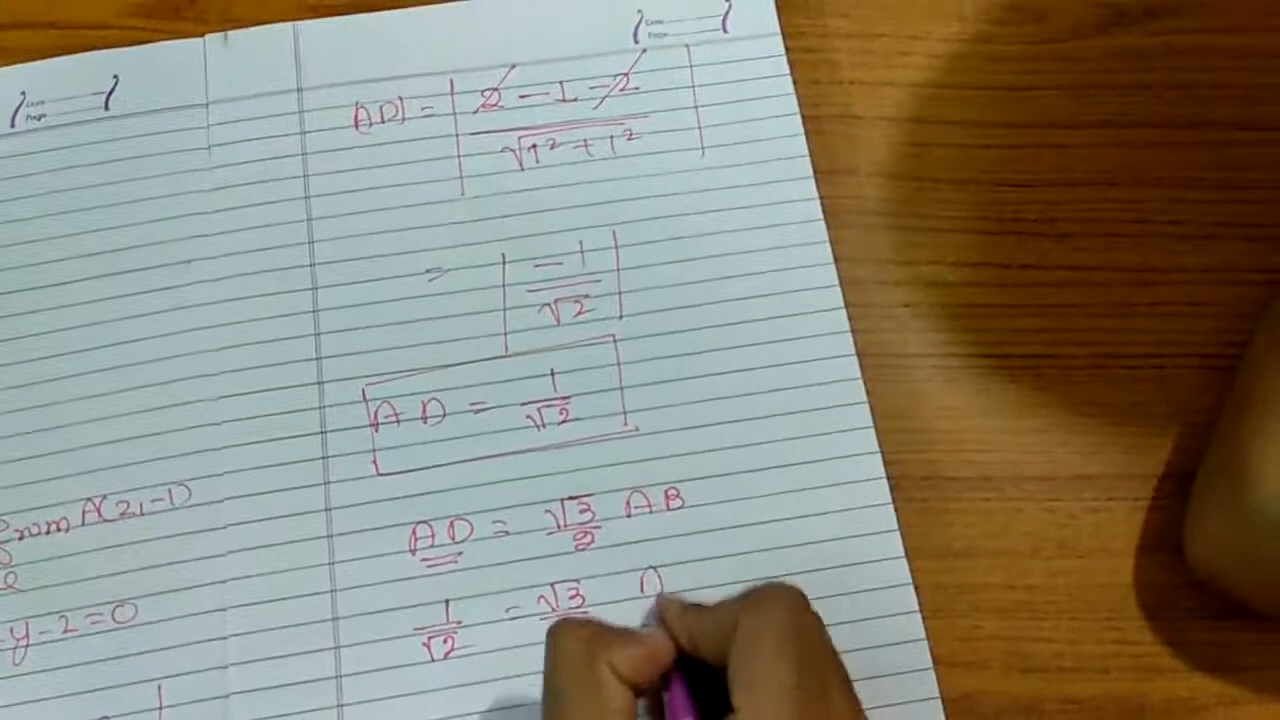 from A(2,-1)
-y-2=0
|AD| = | 2 - 1 - 2 / √1² + 1² |
= | -1 / √2 |
AD = 1/√2
AD = √3/2 AB
1/√2 = √3